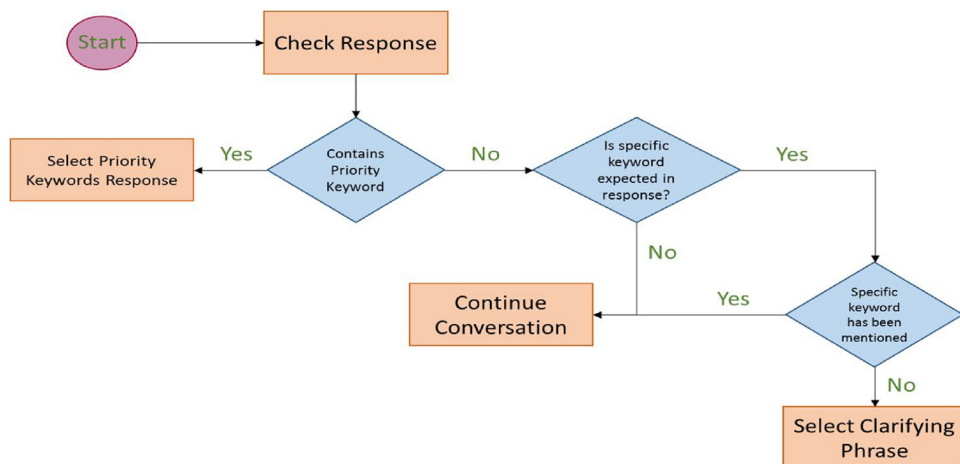 Start
Check Response
Yes
Select Priority
Keywords Response
Contains
Priority
Keyword
No
Is specific
keyword
expected in
response?
Yes
No
Continue
Conversation
Yes
Specific
keyword
has been
mentioned
No
Select Clarifying
Phrase